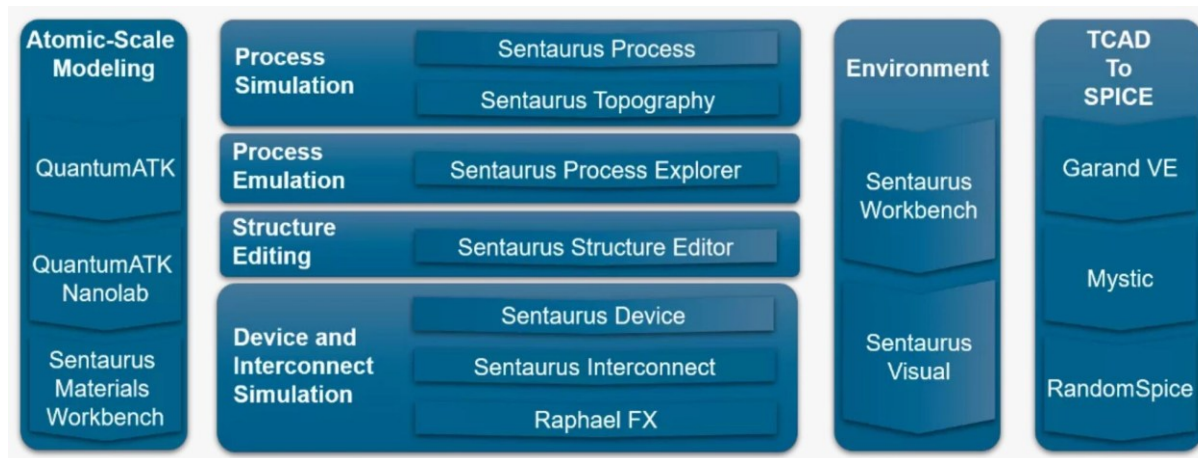 Atomic-Scale
Modeling
QuantumATK
QuantumATK
Nanolab
Sentaurus
Materials
Workbench
Process
Simulation
Sentaurus Process
Sentaurus Topography
Process
Emulation
Sentaurus Process Explorer
Structure
Editing
Sentaurus Structure Editor
Device and
Interconnect
Simulation
Sentaurus Device
Sentaurus Interconnect
Raphael FX
Environment
Sentaurus
Workbench
Sentaurus
Visual
TCAD
To
SPICE
Garand VE
Mystic
RandomSpice